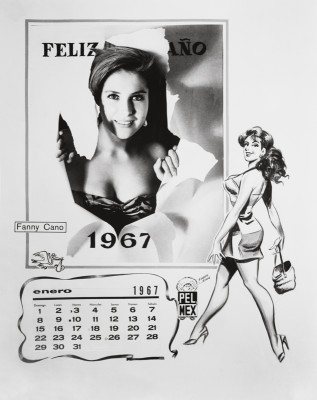 FELIZ AÑO
1967
Fanny Cano
enero 1967
PEL
MEX
1 2 3 4 5 6 7
8 9 10 11 12 13 14
15 16 17 18 19 20 21
22 23 24 25 26 27 28
29 30 31